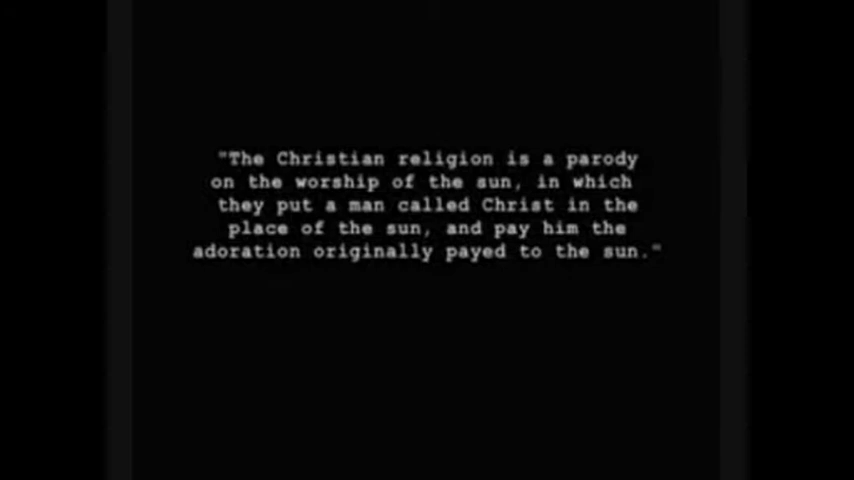 "The Christian religion is a parody
on the worship of the sun, in which
they put a man called Christ in the
place of the sun, and pay him the
adoration originally payed to the sun."